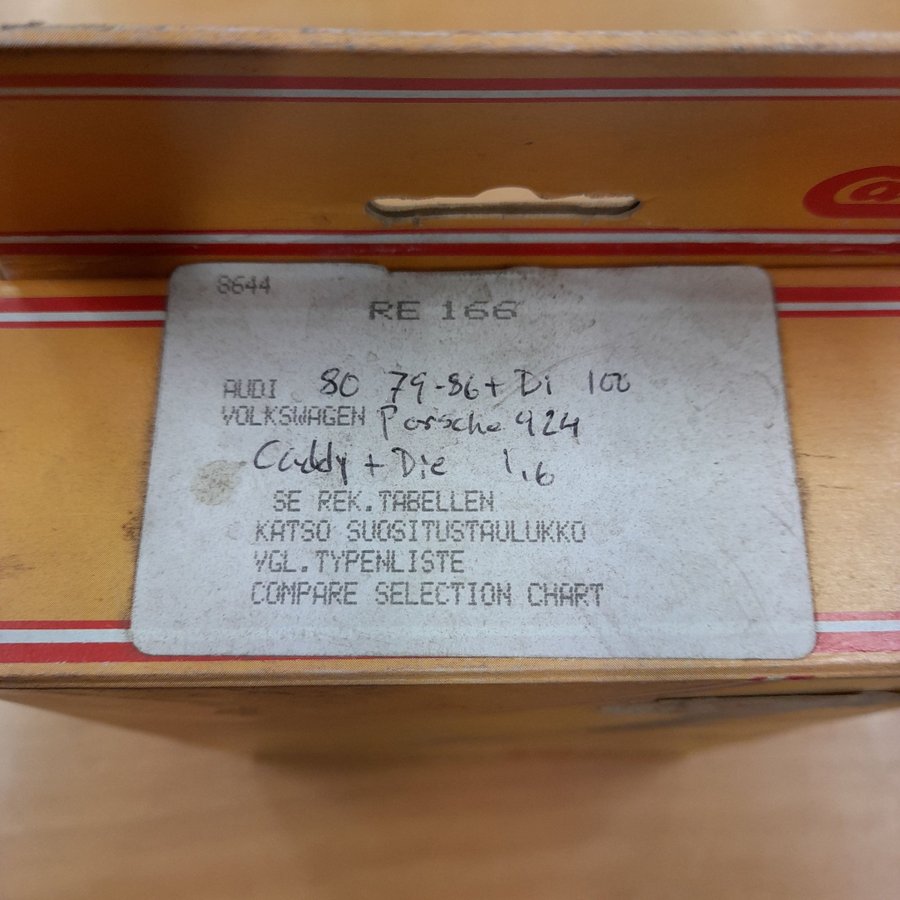 8644
RE 166
AUDI 80 79-86 + Di 100
VOLKSWAGEN Porsche 924
Caddy + Die 1,6
SE REK.TABELLEN
KATSO SUOSITUSTAULUKKO
VGL.TYPENLISTE
COMPARE SELECTION CHART